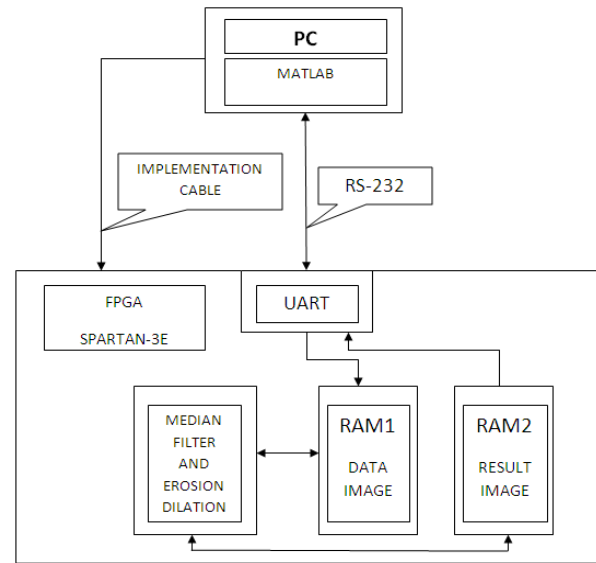 PC
MATLAB
IMPLEMENTATION
CABLE
RS-232
FPGA
SPARTAN-3E
UART
MEDIAN
FILTER
AND
EROSION
DILATION
RAM1
DATA
IMAGE
RAM2
RESULT
IMAGE